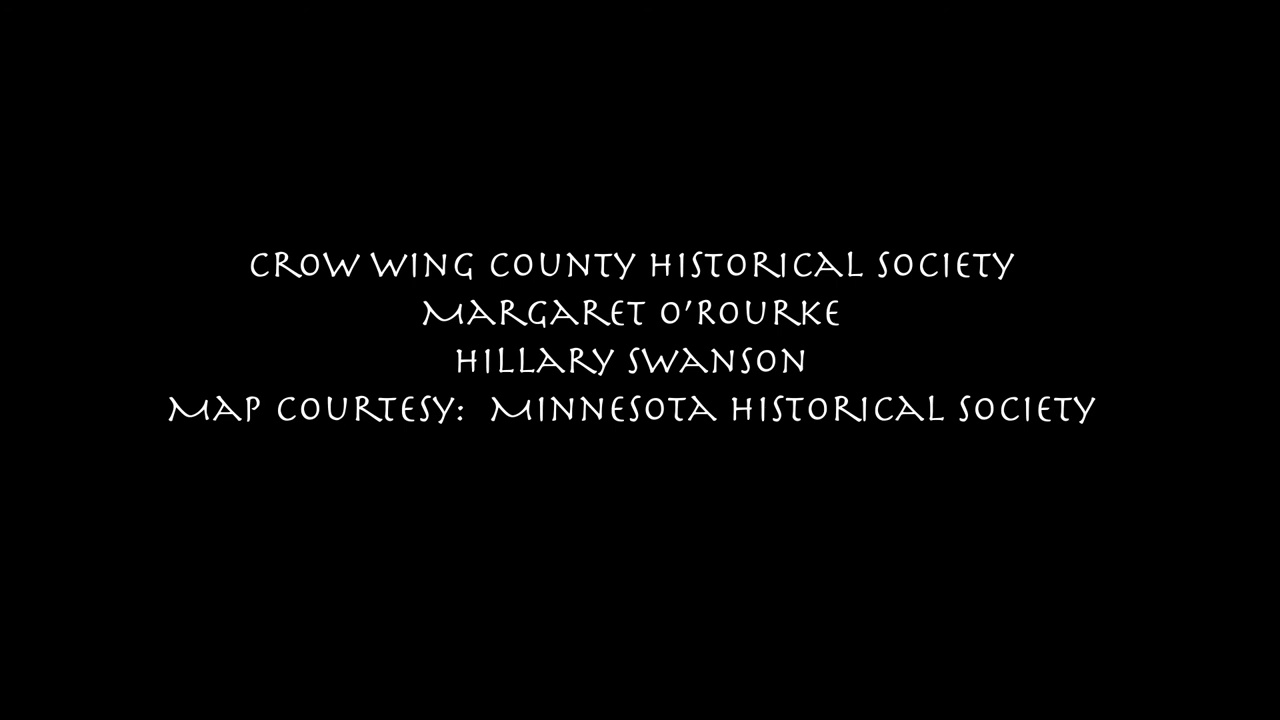 Crow Wing County Historical Society
Margaret O’Rourke
Hillary Swanson
Map Courtesy:  Minnesota Historical Society